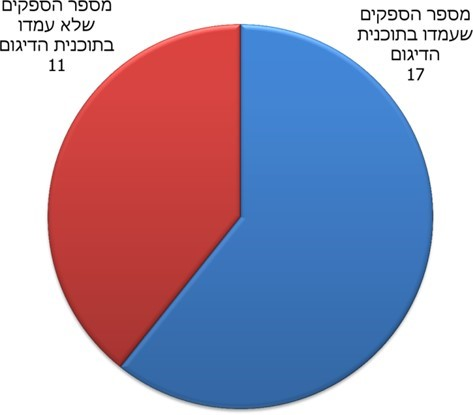 מספר הספקים
שעמדו בתוכנית
הדיגום
17
מספר הספקים
שלא עמדו
בתוכנית הדיגום
11